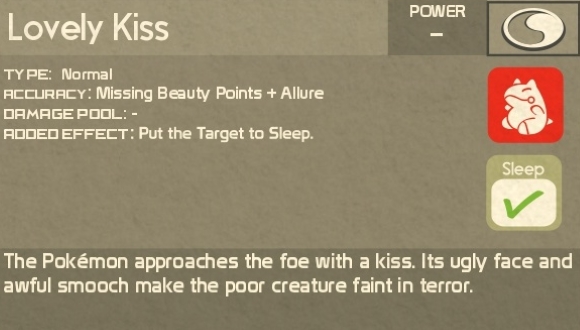 Lovely Kiss
POWER
–
TYPE: Normal
ACCURACY: Missing Beauty Points + Allure
DAMAGE POOL: -
ADDED EFFECT: Put the Target to Sleep.
Sleep
The Pokémon approaches the foe with a kiss. Its ugly face and
awful smooch make the poor creature faint in terror.